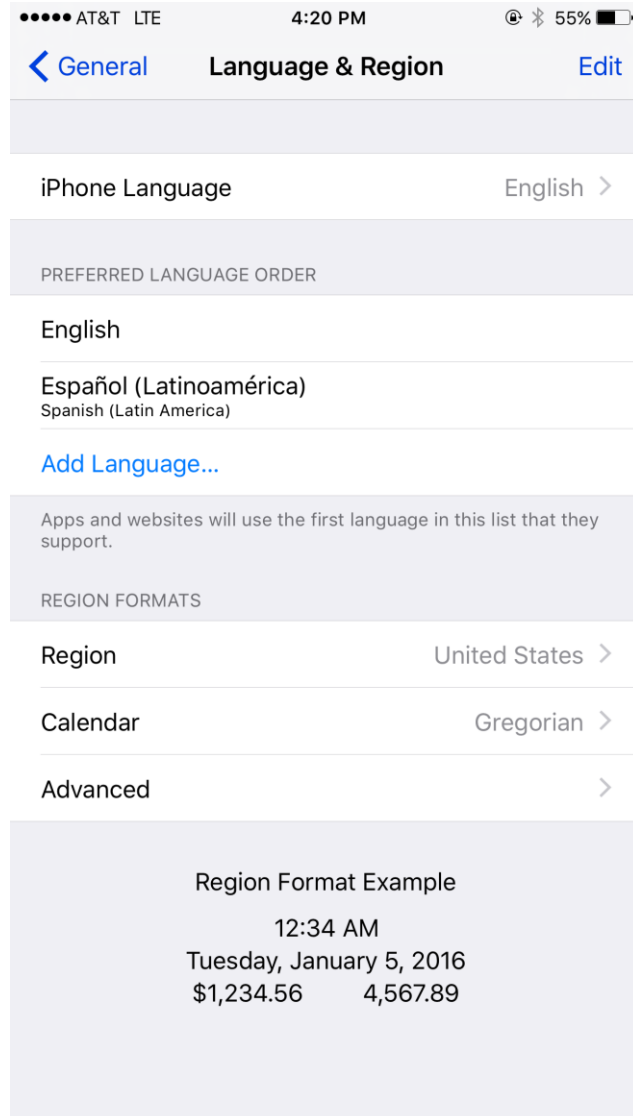 AT&T LTE 4:20 PM 55%
General Language & Region Edit
iPhone Language English
PREFERRED LANGUAGE ORDER
English
Español (Latinoamérica)
Spanish (Latin America)
Add Language...
Apps and websites will use the first language in this list that they
support.
REGION FORMATS
Region United States
Calendar Gregorian
Advanced
Region Format Example
12:34 AM
Tuesday, January 5, 2016
$1,234.56 4,567.89